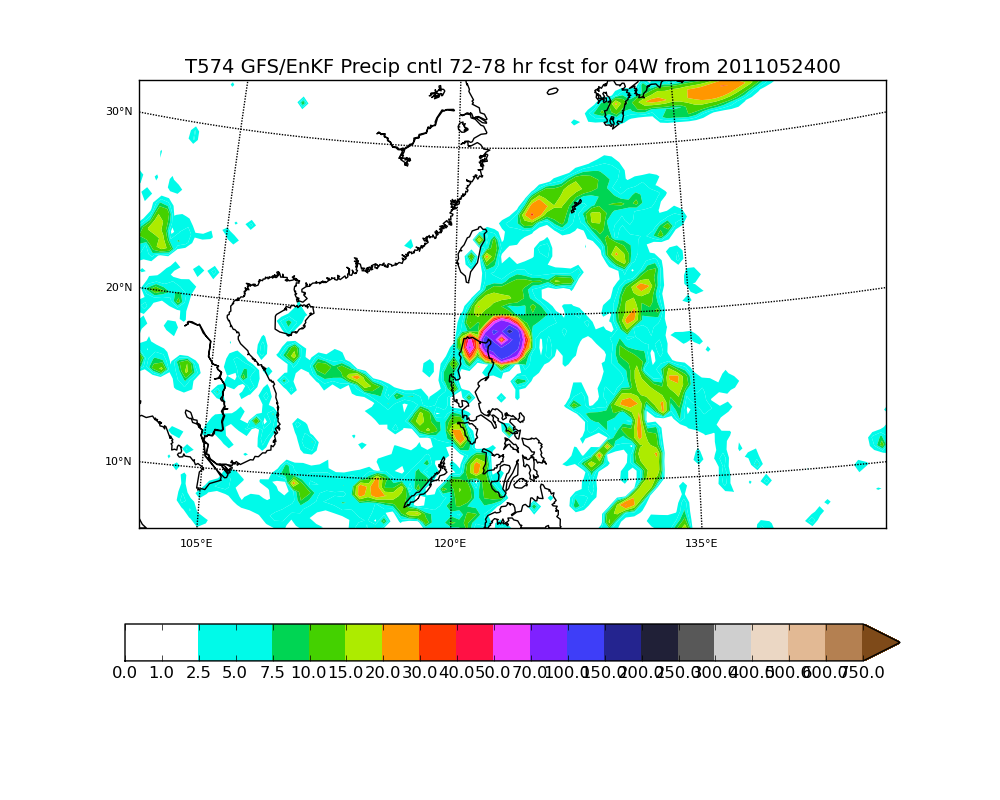 T574 GFS/EnKF Precip cntl 72-78 hr fcst for 04W from 2011052400
30°N
20°N
10°N
105°E 120°E 135°E
0.0 1.0 2.5 5.0 7.5 10.0 15.0 20.0 30.0 40.0 50.0 70.0 100.0 150.0 200.0 250.0 300.0 400.0 500.0 600.0 750.0